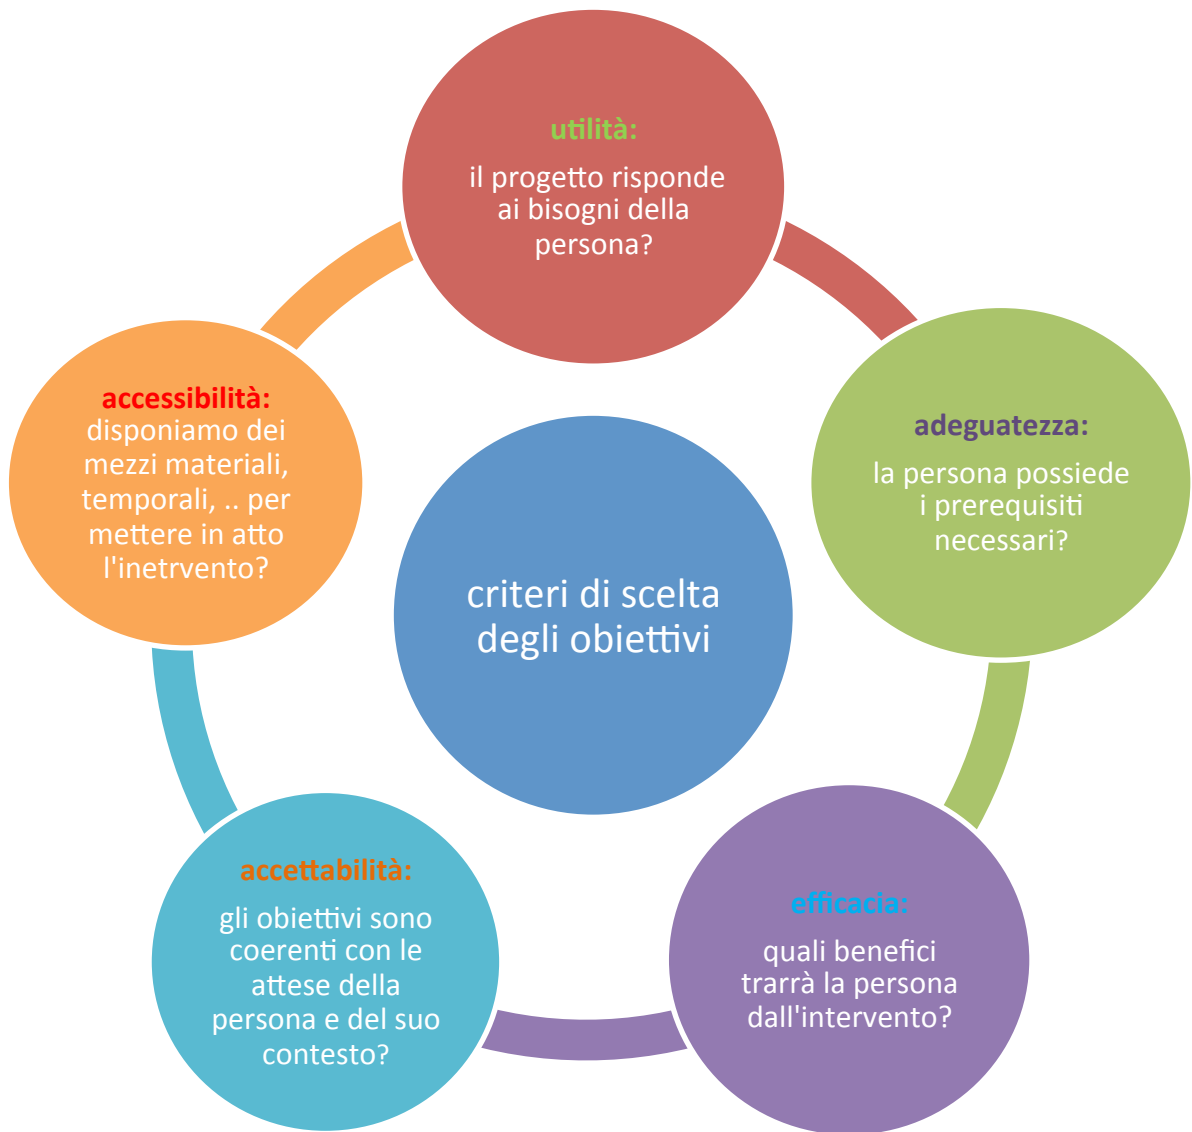 utilità:
il progetto risponde
ai bisogni della
persona?
adeguatezza:
la persona possiede
i prerequisiti
necessari?
efficacia:
quali benefici
trarrà la persona
dall'intervento?
accettabilità:
gli obiettivi sono
coerenti con le
attese della
persona e del suo
contesto?
accessibilità:
disponiamo dei
mezzi materiali,
temporali, .. per
mettere in atto
l'inetrvento?
criteri di scelta
degli obiettivi